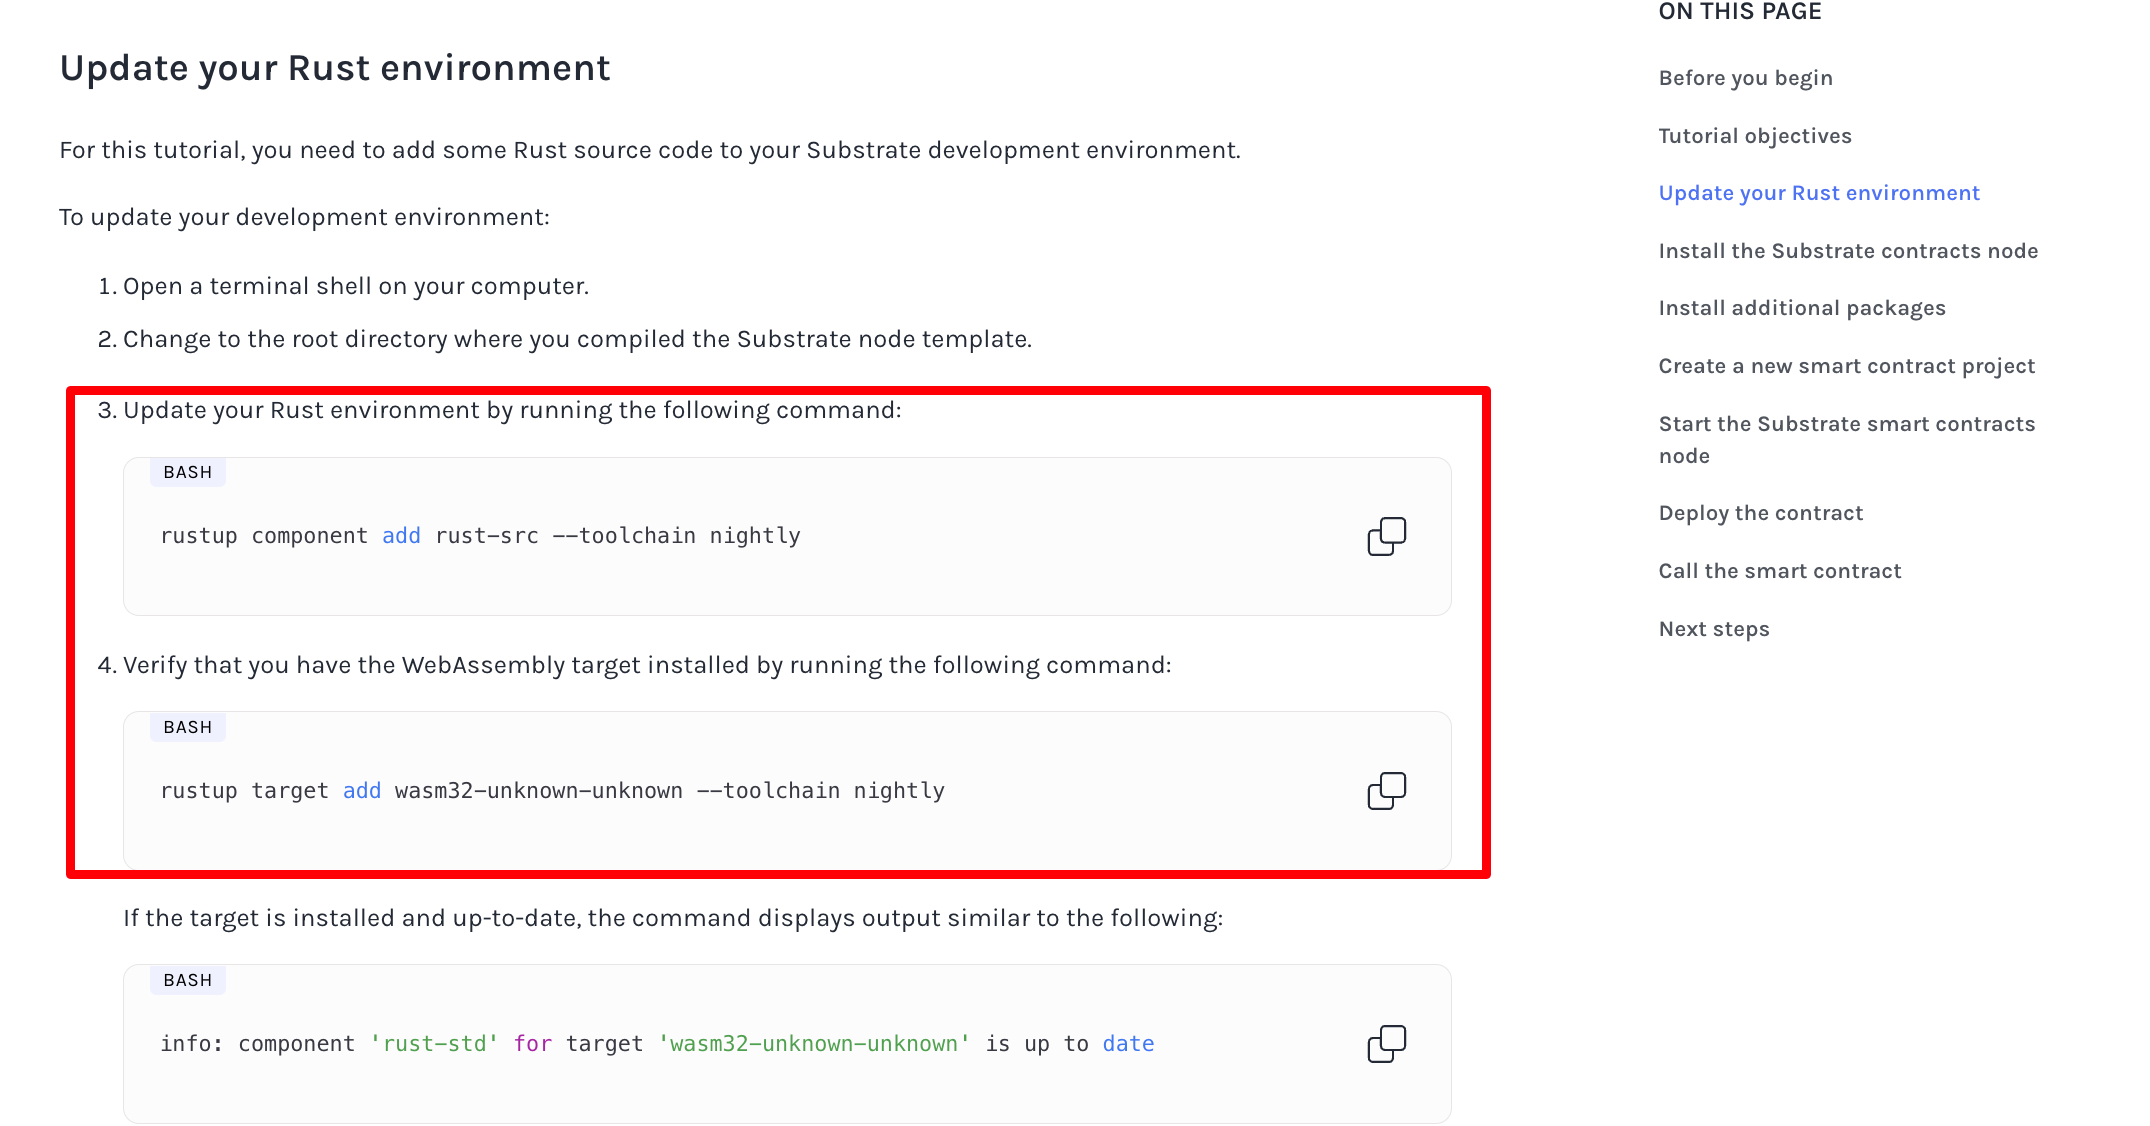 Update your Rust environment
For this tutorial, you need to add some Rust source code to your Substrate development environment.
To update your development environment:
1. Open a terminal shell on your computer.
2. Change to the root directory where you compiled the Substrate node template.
3. Update your Rust environment by running the following command:
BASH
rustup component add rust-src --toolchain nightly
4. Verify that you have the WebAssembly target installed by running the following command:
BASH
rustup target add wasm32-unknown-unknown --toolchain nightly
If the target is installed and up-to-date, the command displays output similar to the following:
BASH
info: component 'rust-std' for target 'wasm32-unknown-unknown' is up to date
ON THIS PAGE
Before you begin
Tutorial objectives
Update your Rust environment
Install the Substrate contracts node
Install additional packages
Create a new smart contract project
Start the Substrate smart contracts
node
Deploy the contract
Call the smart contract
Next steps